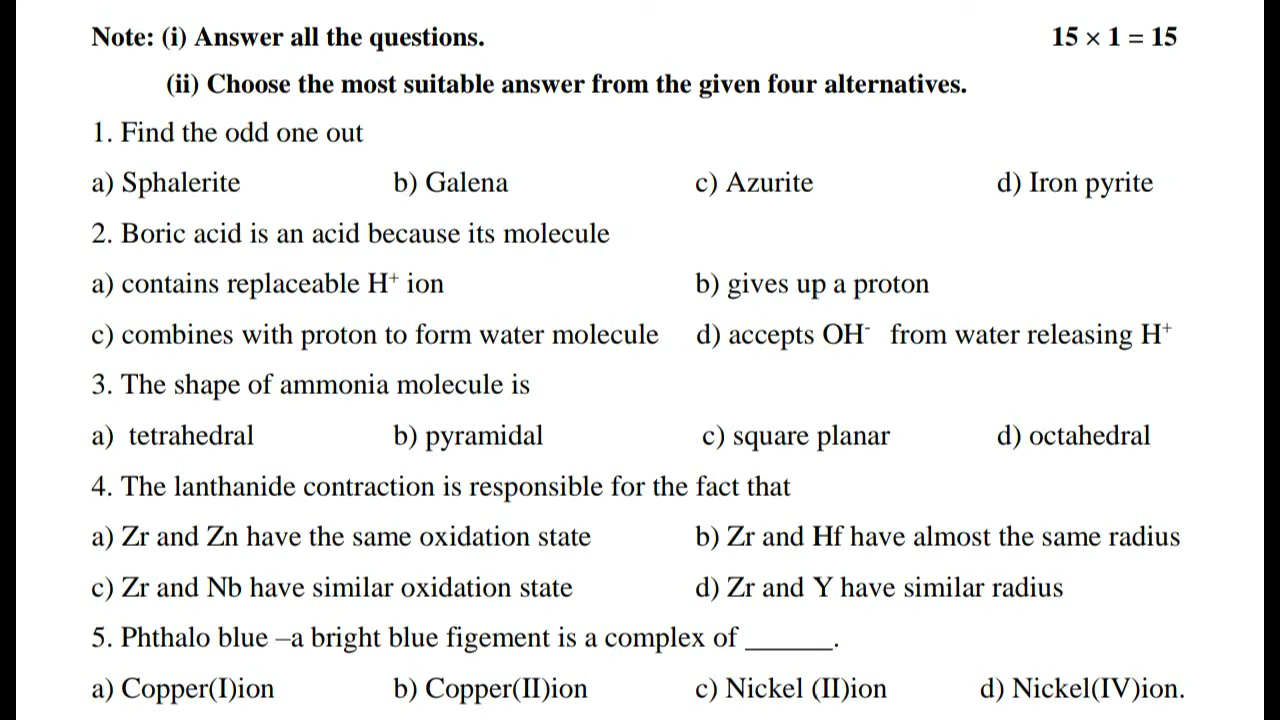 Note: (i) Answer all the questions. 15 × 1 = 15
(ii) Choose the most suitable answer from the given four alternatives.
1. Find the odd one out
a) Sphalerite b) Galena c) Azurite d) Iron pyrite
2. Boric acid is an acid because its molecule
a) contains replaceable H⁺ ion b) gives up a proton
c) combines with proton to form water molecule d) accepts OH⁻ from water releasing H⁺
3. The shape of ammonia molecule is
a) tetrahedral b) pyramidal c) square planar d) octahedral
4. The lanthanide contraction is responsible for the fact that
a) Zr and Zn have the same oxidation state b) Zr and Hf have almost the same radius
c) Zr and Nb have similar oxidation state d) Zr and Y have similar radius
5. Phthalo blue –a bright blue figement is a complex of ______.
a) Copper(I)ion b) Copper(II)ion c) Nickel (II)ion d) Nickel(IV)ion.